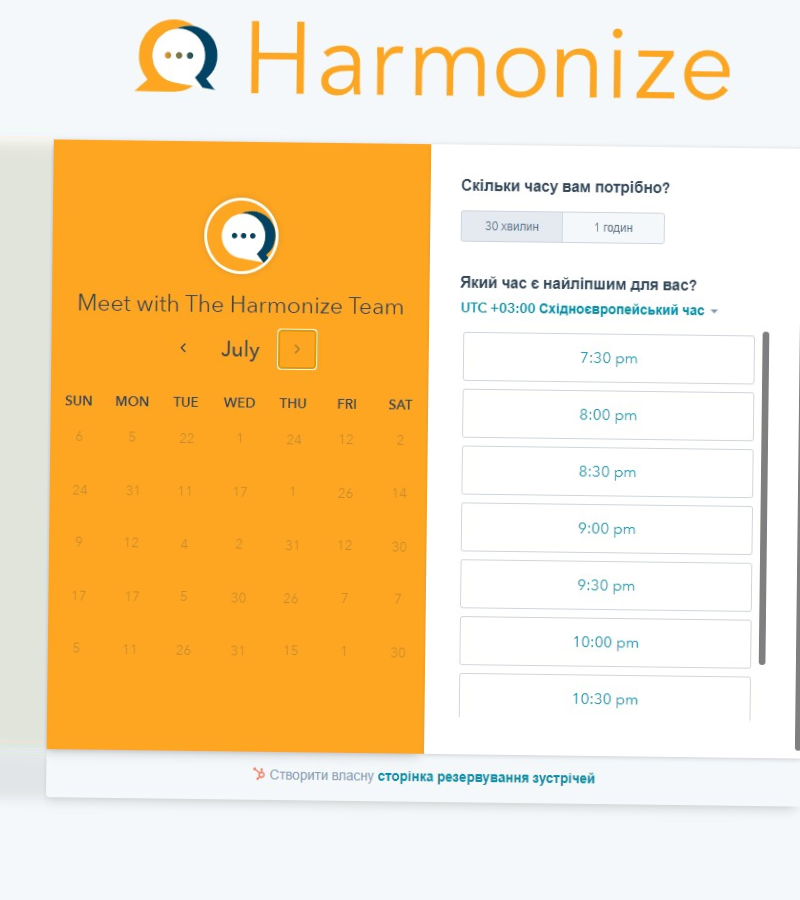 Harmonize
Meet with The Harmonize Team
July
SUN MON TUE WED THU FRI SAT
6 5 22 1 24 12 2
24 31 11 17 1 26 14
9 12 4 2 31 12 30
17 17 5 30 26 7 7
5 11 26 31 15 1 30
Скільки часу вам потрібно?
30 хвилин 1 годин
Який час є найліпшим для вас?
UTC +03:00 Східноєвропейський час
7:30 pm
8:00 pm
8:30 pm
9:00 pm
9:30 pm
10:00 pm
10:30 pm
Створити власну сторінка резервування зустрічей